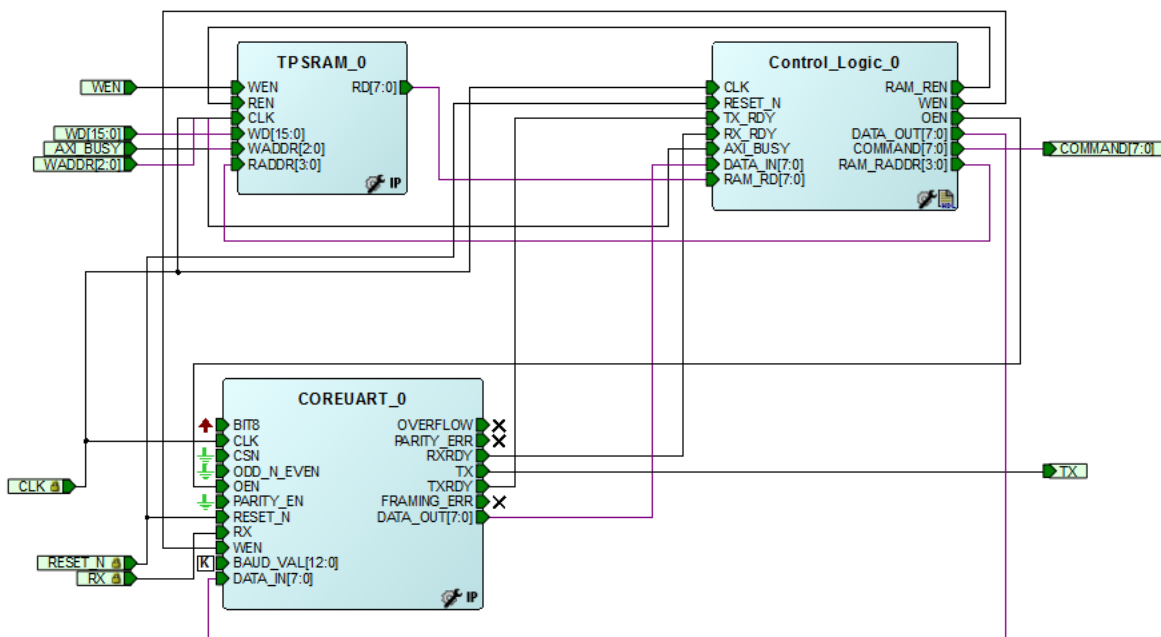 TPSRAM_0
WEN
REN
CLK
WD[15:0]
WADDR[2:0]
RADDR[3:0]
RD[7:0]
IP
WEN
WD[15:0]
AXI_BUSY
WADDR[2:0]
Control_Logic_0
CLK
RESET_N
TX_RDY
RX_RDY
AXI_BUSY
DATA_IN[7:0]
RAM_RD[7:0]
RAM_REN
WEN
OEN
DATA_OUT[7:0]
COMMAND[7:0]
RAM_RADDR[3:0]
COMMAND[7:0]
COREUART_0
BIT8
CLK
CSN
ODD_N_EVEN
OEN
PARITY_EN
RESET_N
RX
WEN
K
BAUD_VAL[12:0]
DATA_IN[7:0]
OVERFLOW
PARITY_ERR
RXRDY
TX
TXRDY
FRAMING_ERR
DATA_OUT[7:0]
IP
TX
CLK
RESET_N
RX